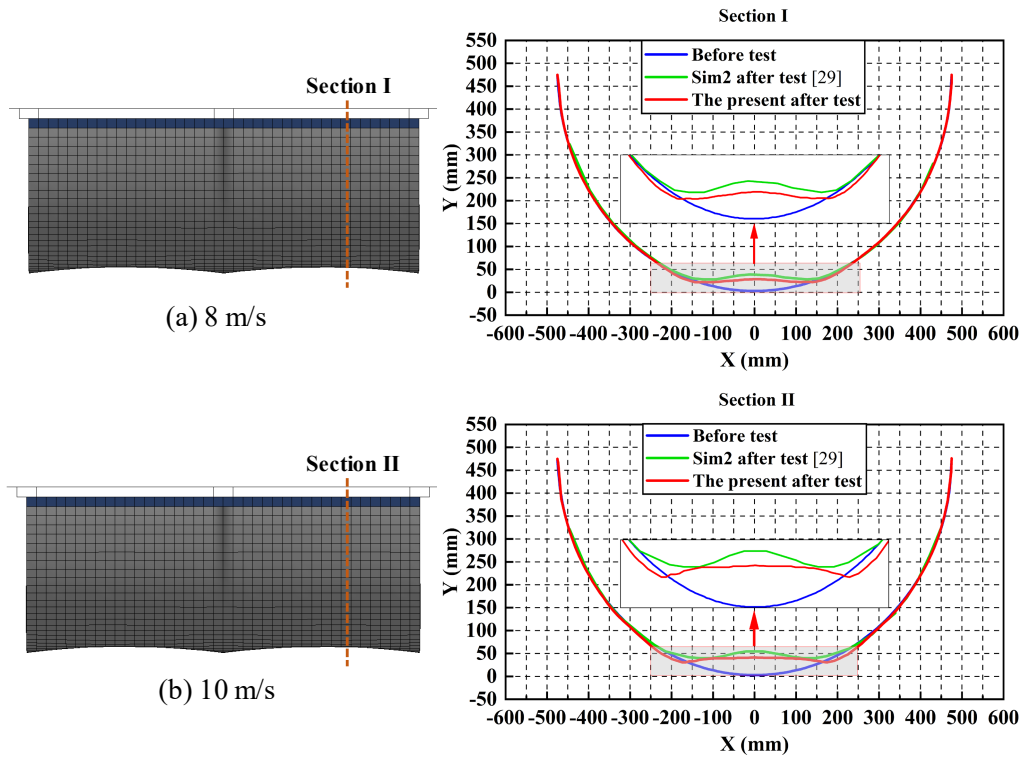 Section I
(a) 8 m/s
Section I
Before test
Sim2 after test [29]
The present after test
Y (mm)
550
500
450
400
350
300
250
200
150
100
50
0
-50
-600 -500 -400 -300 -200 -100 0 100 200 300 400 500 600
X (mm)
Section II
(b) 10 m/s
Section II
Before test
Sim2 after test [29]
The present after test
Y (mm)
550
500
450
400
350
300
250
200
150
100
50
0
-50
-600 -500 -400 -300 -200 -100 0 100 200 300 400 500 600
X (mm)